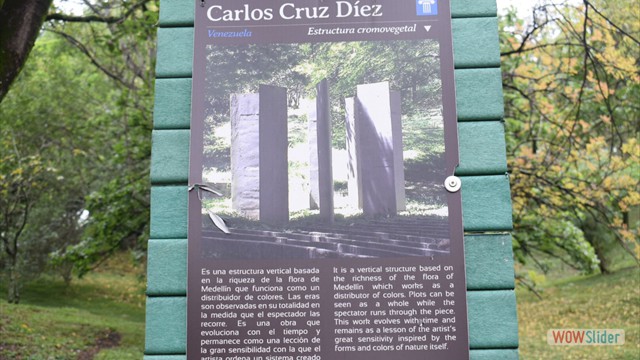 Carlos Cruz Díez
Venezuela
Estructura cromovegetal
Es una estructura vertical basada
en la riqueza de la flora de
Medellín que funciona como un
distribuidor de colores. Las eras
son observadas en su totalidad en
la medida que el espectador las
recorre. Es una obra que
evoluciona con el tiempo y
permanece como una lección de
la gran sensibilidad con la que el
artista ordena un sistema creado
It is a vertical structure based on
the richness of the flora of
Medellín which works as a
distributor of colors. Plots can be
seen as a whole while the
spectator runs through the piece.
This work evolves with time and
remains as a lesson of the artist's
great sensitivity inspired by the
forms and colors of nature itself.
WOWSlider